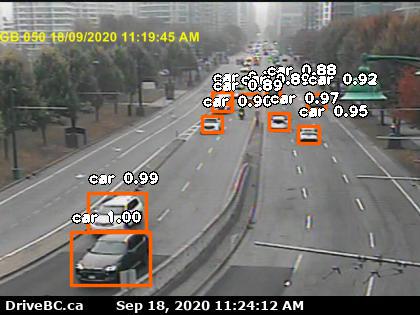 GB 050 18/09/2020 11:19:45 AM
car 0.88
car 0.92
car 0.89
car 0.90
car 0.97
car 0.95
car 0.99
car 1.00
DriveBC.ca Sep 18, 2020 11:24:12 AM